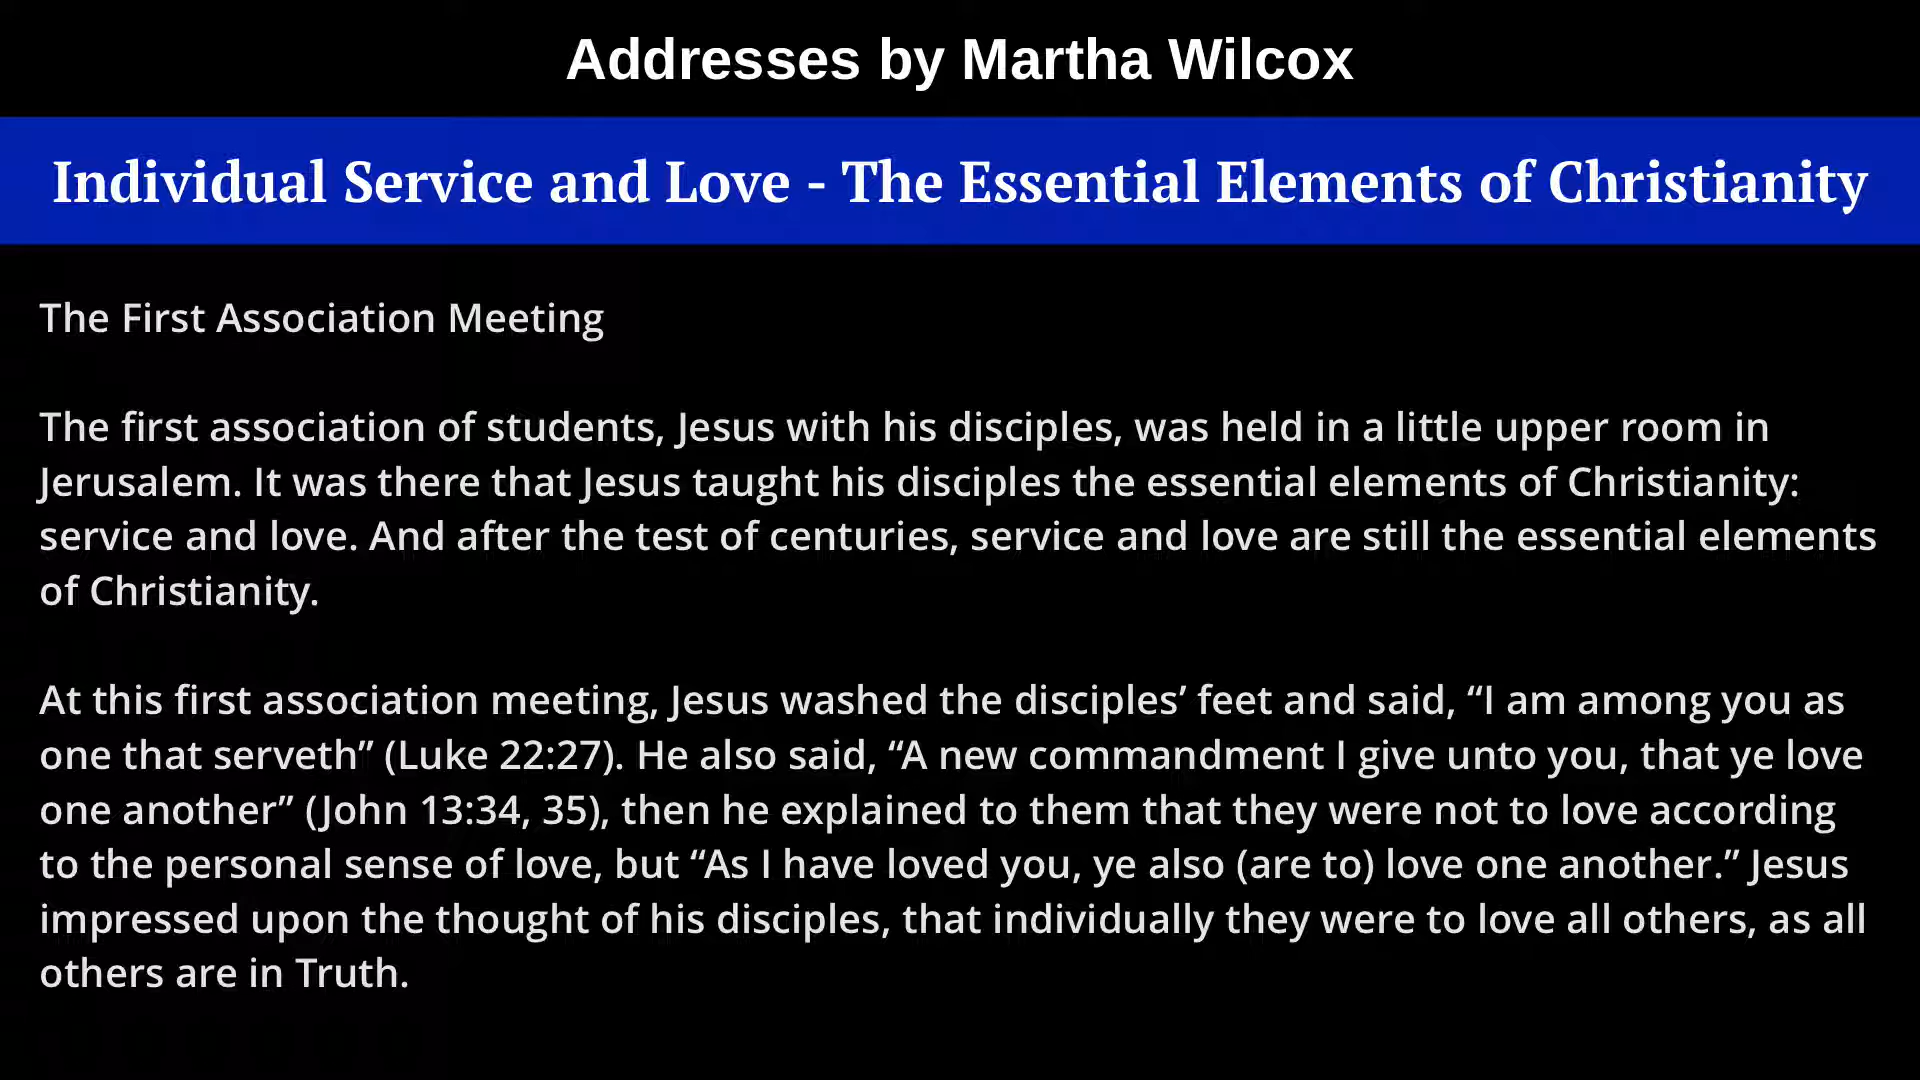 Addresses by Martha Wilcox
Individual Service and Love - The Essential Elements of Christianity
The First Association Meeting
The first association of students, Jesus with his disciples, was held in a little upper room in
Jerusalem. It was there that Jesus taught his disciples the essential elements of Christianity:
service and love. And after the test of centuries, service and love are still the essential elements
of Christianity.
At this first association meeting, Jesus washed the disciples’ feet and said, “I am among you as
one that serveth” (Luke 22:27). He also said, “A new commandment I give unto you, that ye love
one another” (John 13:34, 35), then he explained to them that they were not to love according
to the personal sense of love, but “As I have loved you, ye also (are to) love one another.” Jesus
impressed upon the thought of his disciples, that individually they were to love all others, as all
others are in Truth.